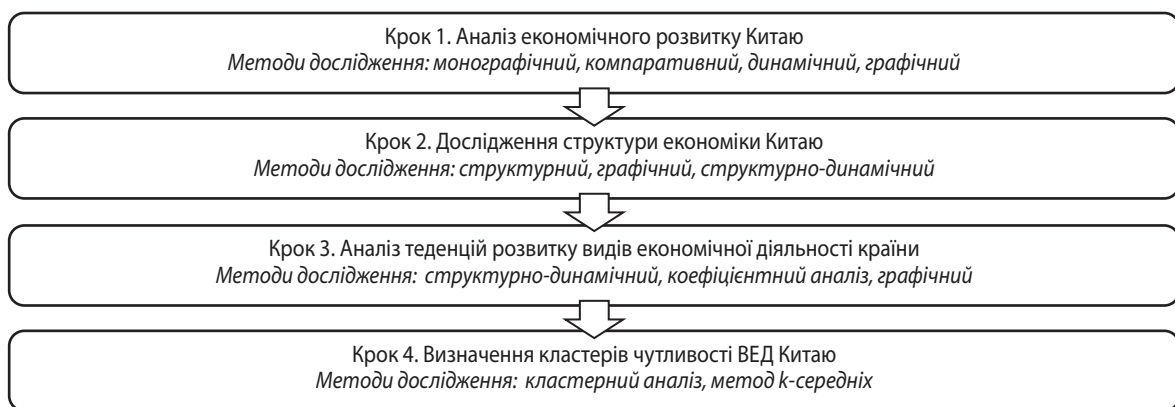 Крок 1. Аналіз економічного розвитку Китаю
Методи дослідження: монографічний, компаративний, динамічний, графічний
Крок 2. Дослідження структури економіки Китаю
Методи дослідження: структурний, графічний, структурно-динамічний
Крок 3. Аналіз теденцій розвитку видів економічної діяльності країни
Методи дослідження: структурно-динамічний, коефіцієнтний аналіз, графічний
Крок 4. Визначення кластерів чутливості ВЕД Китаю
Методи дослідження: кластерний аналіз, метод k-середніх